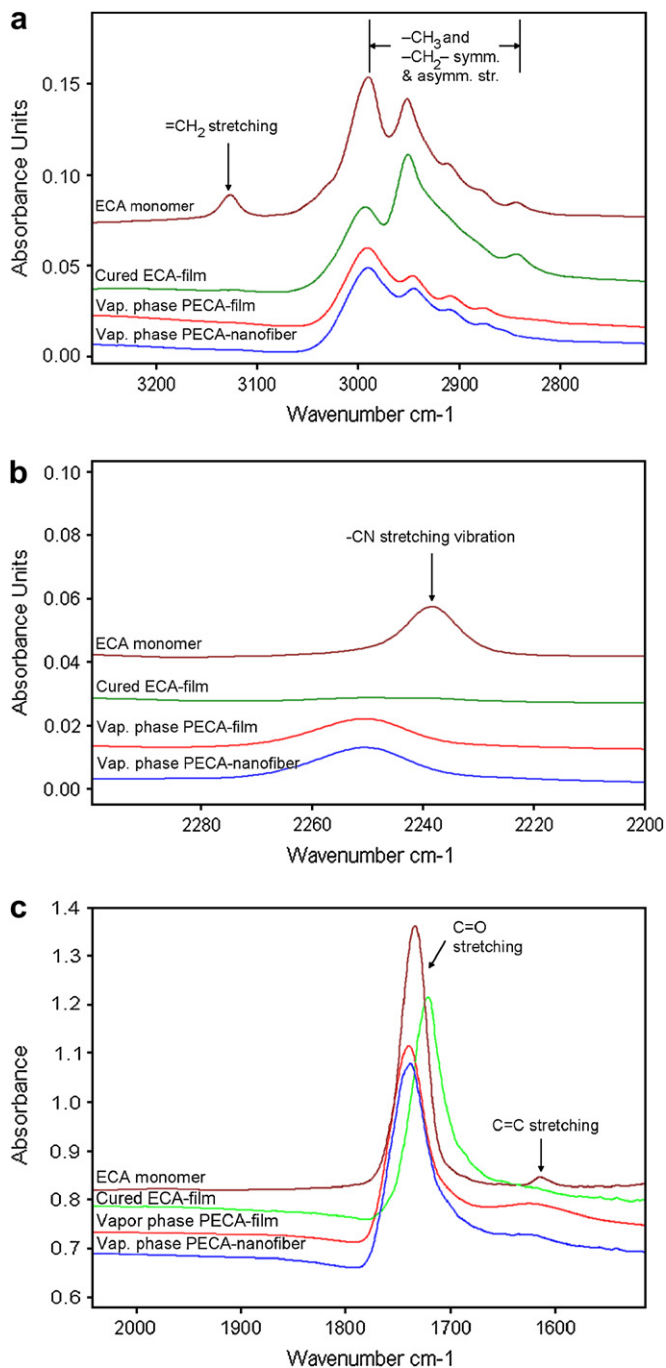 a
Absorbance Units
0.15
0.10
0.05
0.00
–CH3 and
–CH2– symm.
& asymm. str.
=CH2 stretching
ECA monomer
Cured ECA-film
Vap. phase PECA-film
Vap. phase PECA-nanofiber
3200 3100 3000 2900 2800
Wavenumber cm-1
b
Absorbance Units
0.10
0.08
0.06
0.04
0.02
0.00
-CN stretching vibration
ECA monomer
Cured ECA-film
Vap. phase PECA-film
Vap. phase PECA-nanofiber
2280 2260 2240 2220 2200
Wavenumber cm-1
c
Absorbance
1.4
1.3
1.2
1.1
1.0
0.9
0.8
0.7
0.6
C=O
stretching
C=C stretching
ECA monomer
Cured ECA-film
Vapor phase PECA-film
Vap. phase PECA-nanofiber
2000 1900 1800 1700 1600
Wavenumber cm-1